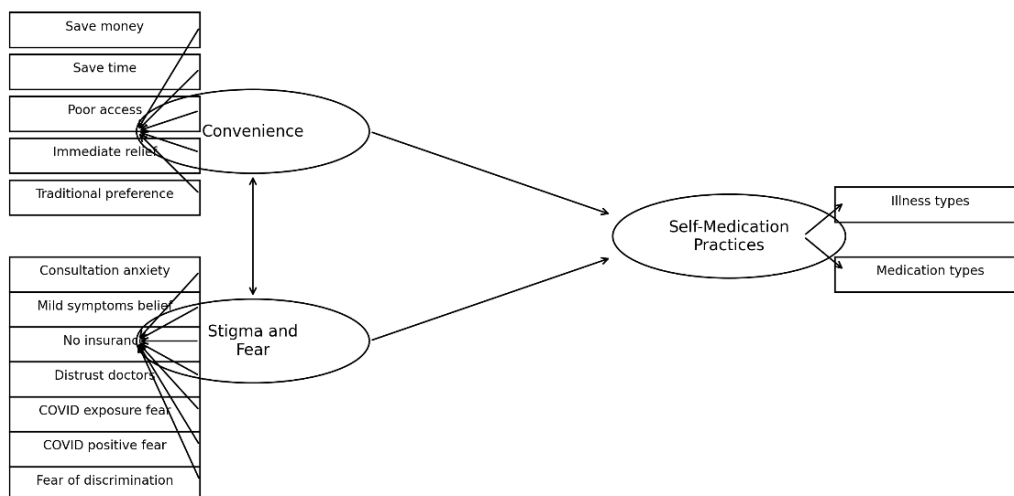 Save money
Save time
Poor access
Immediate relief
Traditional preference
Convenience
Consultation anxiety
Mild symptoms belief
No insurance
Distrust doctors
COVID exposure fear
COVID positive fear
Fear of discrimination
Stigma and
Fear
Self-Medication
Practices
Illness types
Medication types